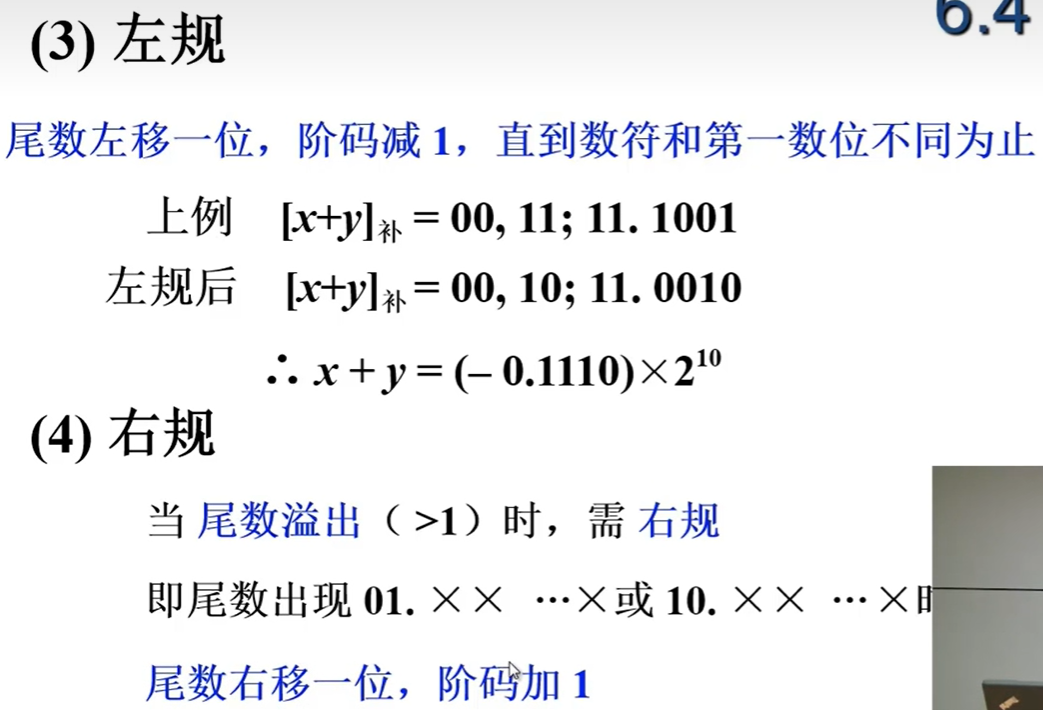 6.4
(3) 左规
尾数左移一位，阶码减 1，直到数符和第一数位不同为止
上例 [x+y]补 = 00, 11; 11. 1001
左规后 [x+y]补 = 00, 10; 11. 0010
∴ x + y = (– 0.1110)×2^10
(4) 右规
当 尾数溢出（ >1）时，需 右规
即尾数出现 01. ×× …×或 10. ×× …×时
尾数右移一位，阶码加 1